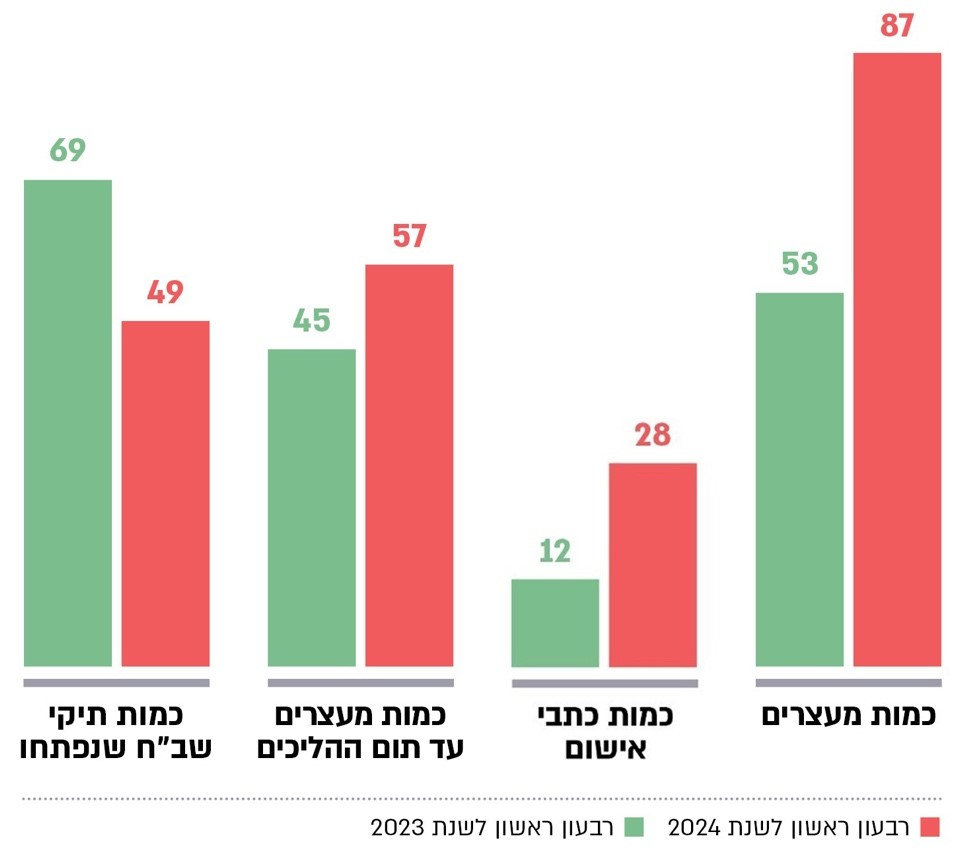 87
69
57
53
49
45
28
12
כמות מעצרים
כמות כתבי
אישום
כמות מעצרים
עד תום ההליכים
כמות תיקי
שב"ח שנפתחו
רבעון ראשון לשנת 2024
רבעון ראשון לשנת 2023